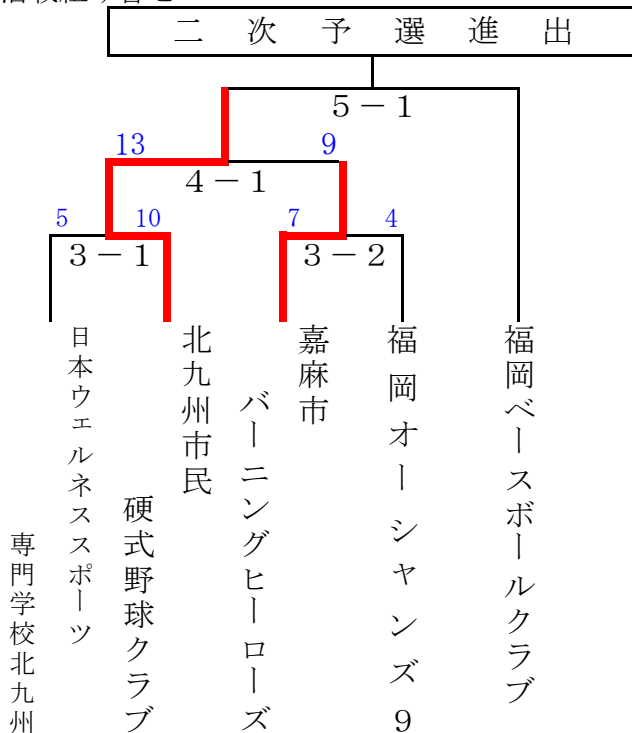 二次予選進出
5－1
13
9
4－1
5
10
7
4
3－1
3－2
日本ウェルネススポーツ
専門学校北九州
北九州市民
硬式野球クラブ
嘉麻市
バーニングヒーローズ
福岡オーシャンズ9
福岡ベースボールクラブ